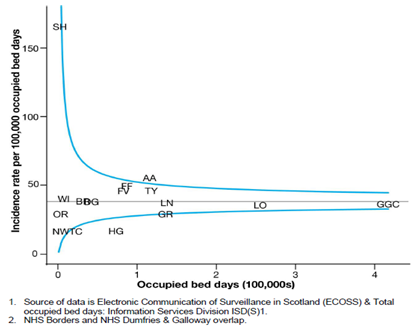 SH
150
100
50
0
Incidence rate per 100,000 occupied bed days
AA
FF
FV
TY
WI
BR
DG
LN
LO
GGC
OR
GR
NWTC
HG
0 1 2 3 4
Occupied bed days (100,000s)
1. Source of data is Electronic Communication of Surveillance in Scotland (ECOSS) & Total
occupied bed days: Information Services Division ISD(S)1.
2. NHS Borders and NHS Dumfries & Galloway overlap.